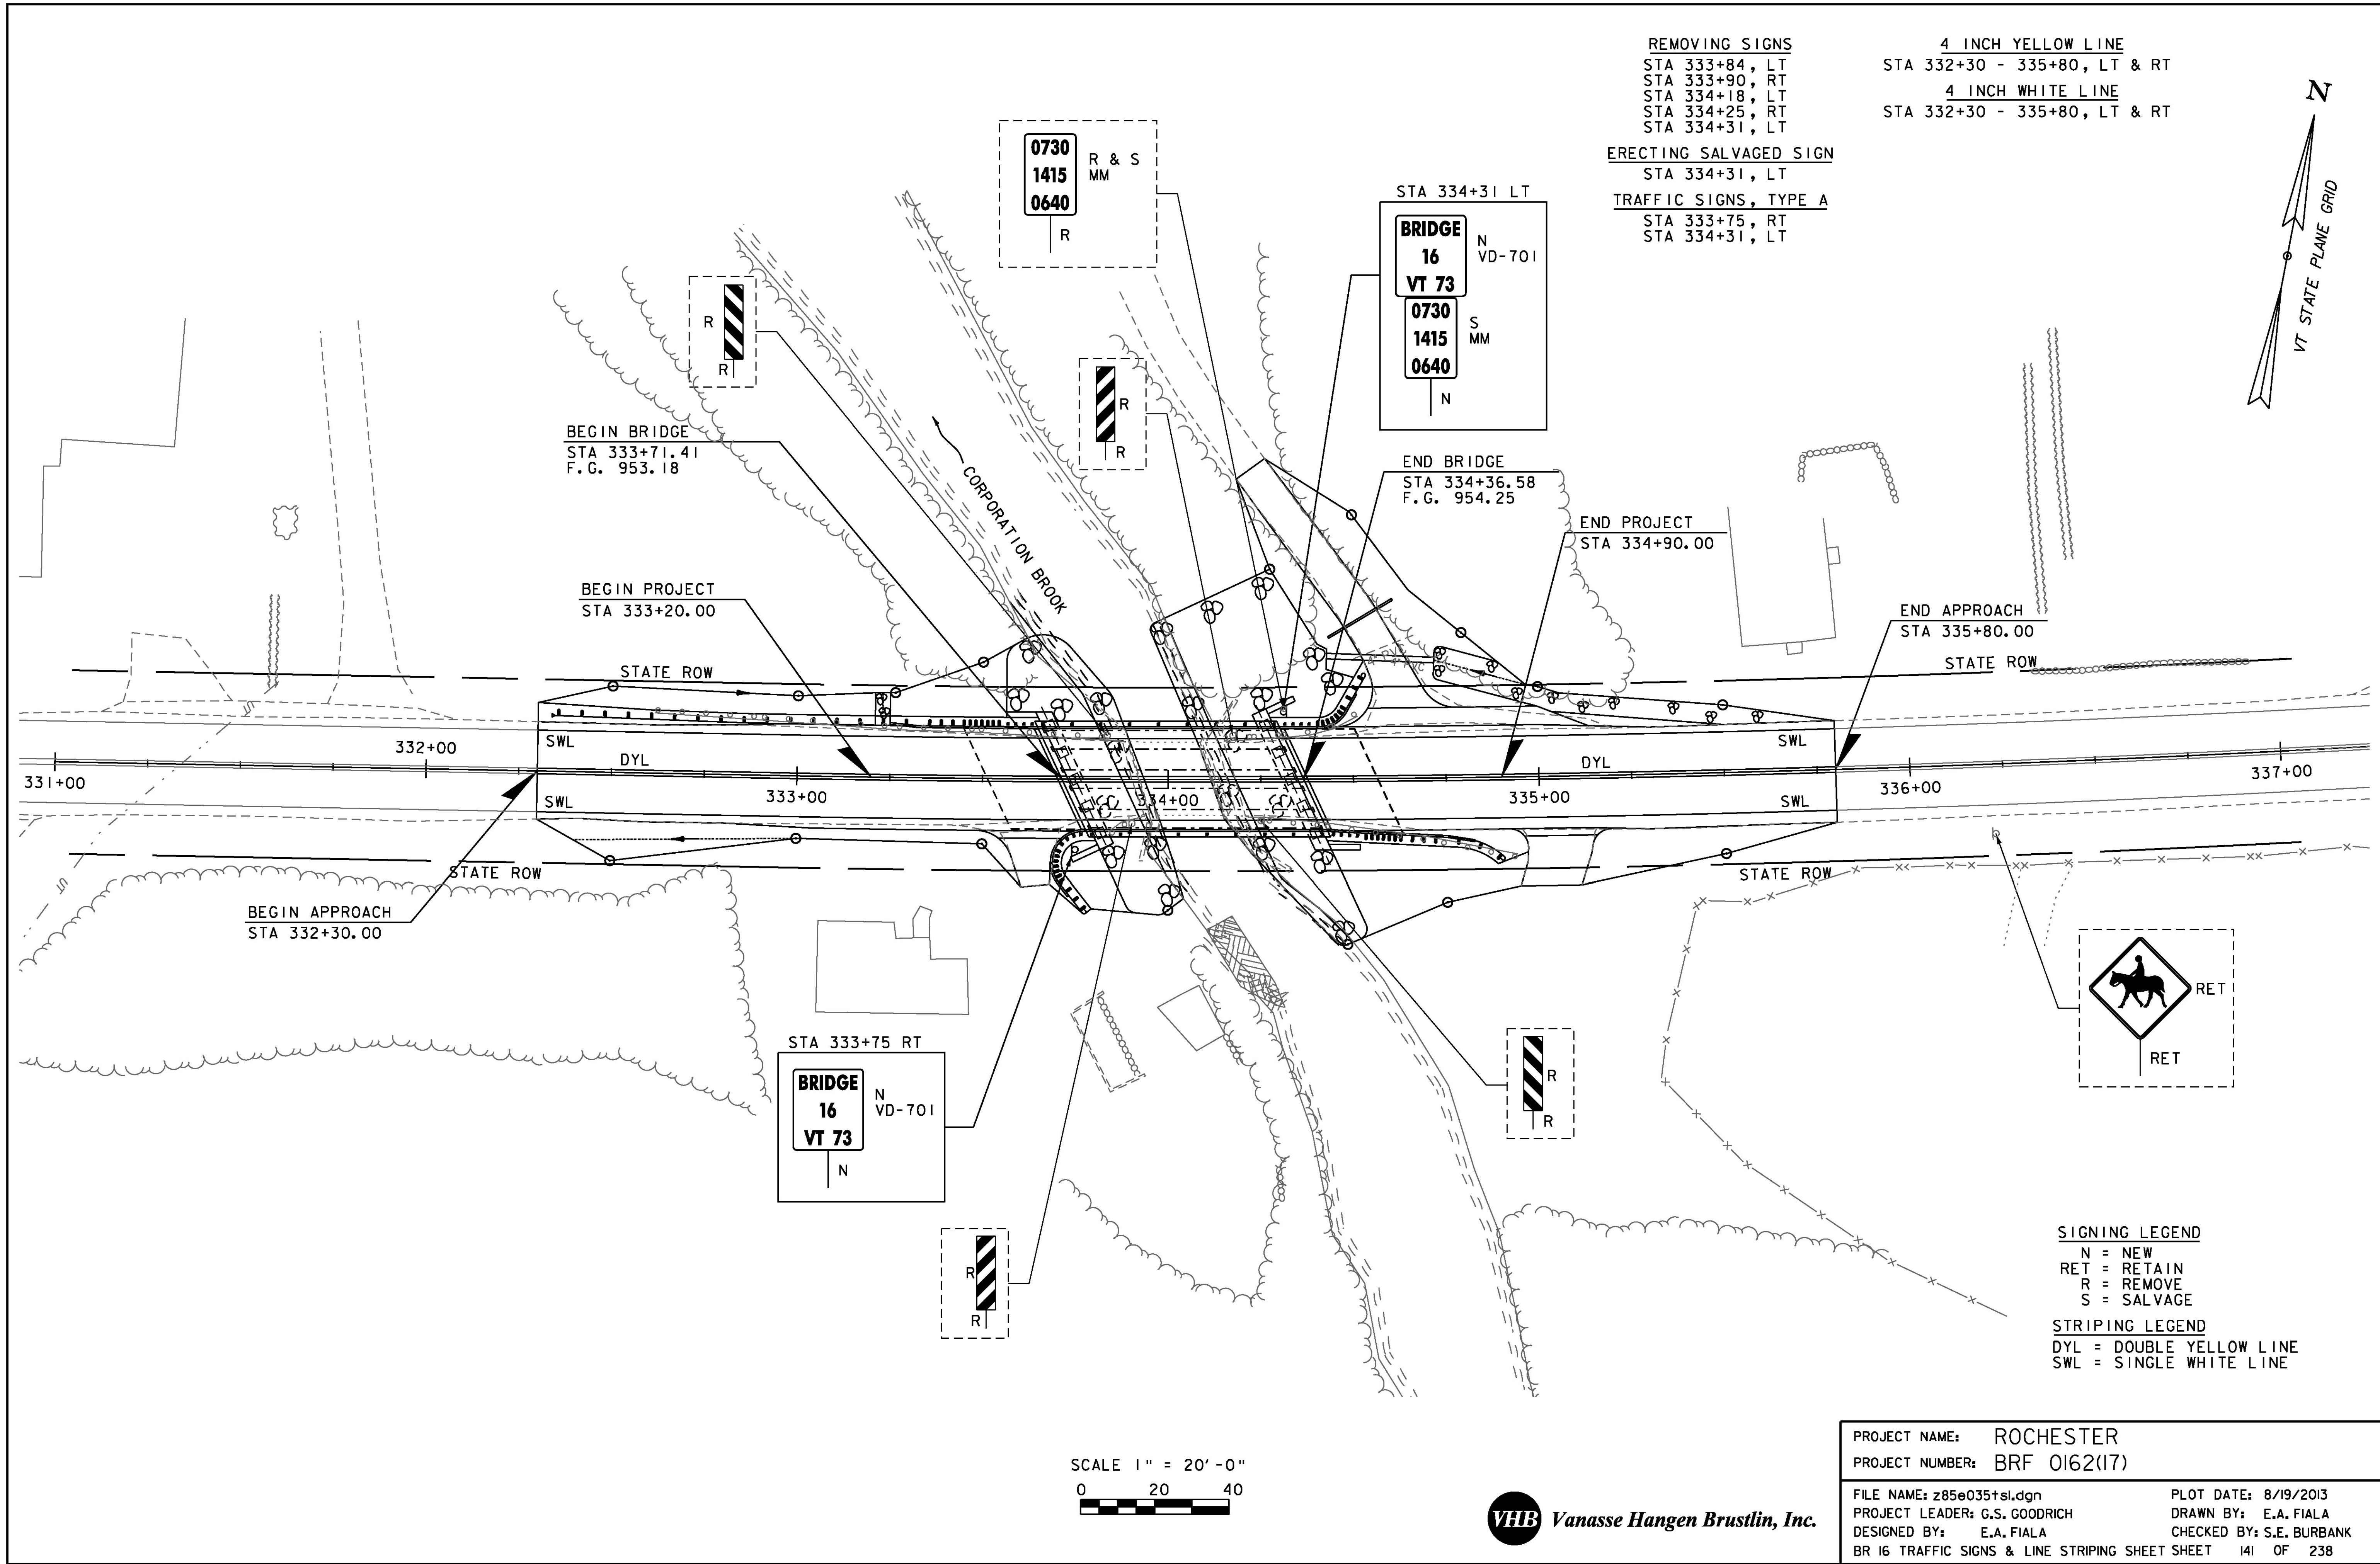 REMOVING SIGNS
STA 333+84, LT
STA 333+90, RT
STA 334+18, LT
STA 334+25, RT
STA 334+31, LT
ERECTING SALVAGED SIGN
STA 334+31, LT
TRAFFIC SIGNS, TYPE A
STA 333+75, RT
STA 334+31, LT
4 INCH YELLOW LINE
STA 332+30 - 335+80, LT & RT
4 INCH WHITE LINE
STA 332+30 - 335+80, LT & RT
N
VT STATE PLANE GRID
0730
1415
0640
R & S
MM
R
STA 334+31 LT
BRIDGE
16
VT 73
N
VD-701
0730
1415
0640
S
MM
N
R
R
R
R
BEGIN BRIDGE
STA 333+71.41
F.G. 953.18
CORPORATION BROOK
END BRIDGE
STA 334+36.58
F.G. 954.25
END PROJECT
STA 334+90.00
BEGIN PROJECT
STA 333+20.00
END APPROACH
STA 335+80.00
STATE ROW
STATE ROW
SWL
SWL
DYL
DYL
331+00
332+00
333+00
334+00
335+00
336+00
337+00
SWL
SWL
STATE ROW
STATE ROW
S
S
BEGIN APPROACH
STA 332+30.00
RET
RET
STA 333+75 RT
BRIDGE
16
VT 73
N
VD-701
N
R
R
R
R
SIGNING LEGEND
N = NEW
RET = RETAIN
R = REMOVE
S = SALVAGE
STRIPING LEGEND
DYL = DOUBLE YELLOW LINE
SWL = SINGLE WHITE LINE
SCALE 1" = 20'-0"
0 20 40
VHB Vanasse Hangen Brustlin, Inc.
PROJECT NAME: ROCHESTER
PROJECT NUMBER: BRF 0162(17)
FILE NAME: z85e035tsl.dgn PLOT DATE: 8/19/2013
PROJECT LEADER: G.S. GOODRICH DRAWN BY: E.A. FIALA
DESIGNED BY: E.A. FIALA CHECKED BY: S.E. BURBANK
BR 16 TRAFFIC SIGNS & LINE STRIPING SHEET SHEET 141 OF 238